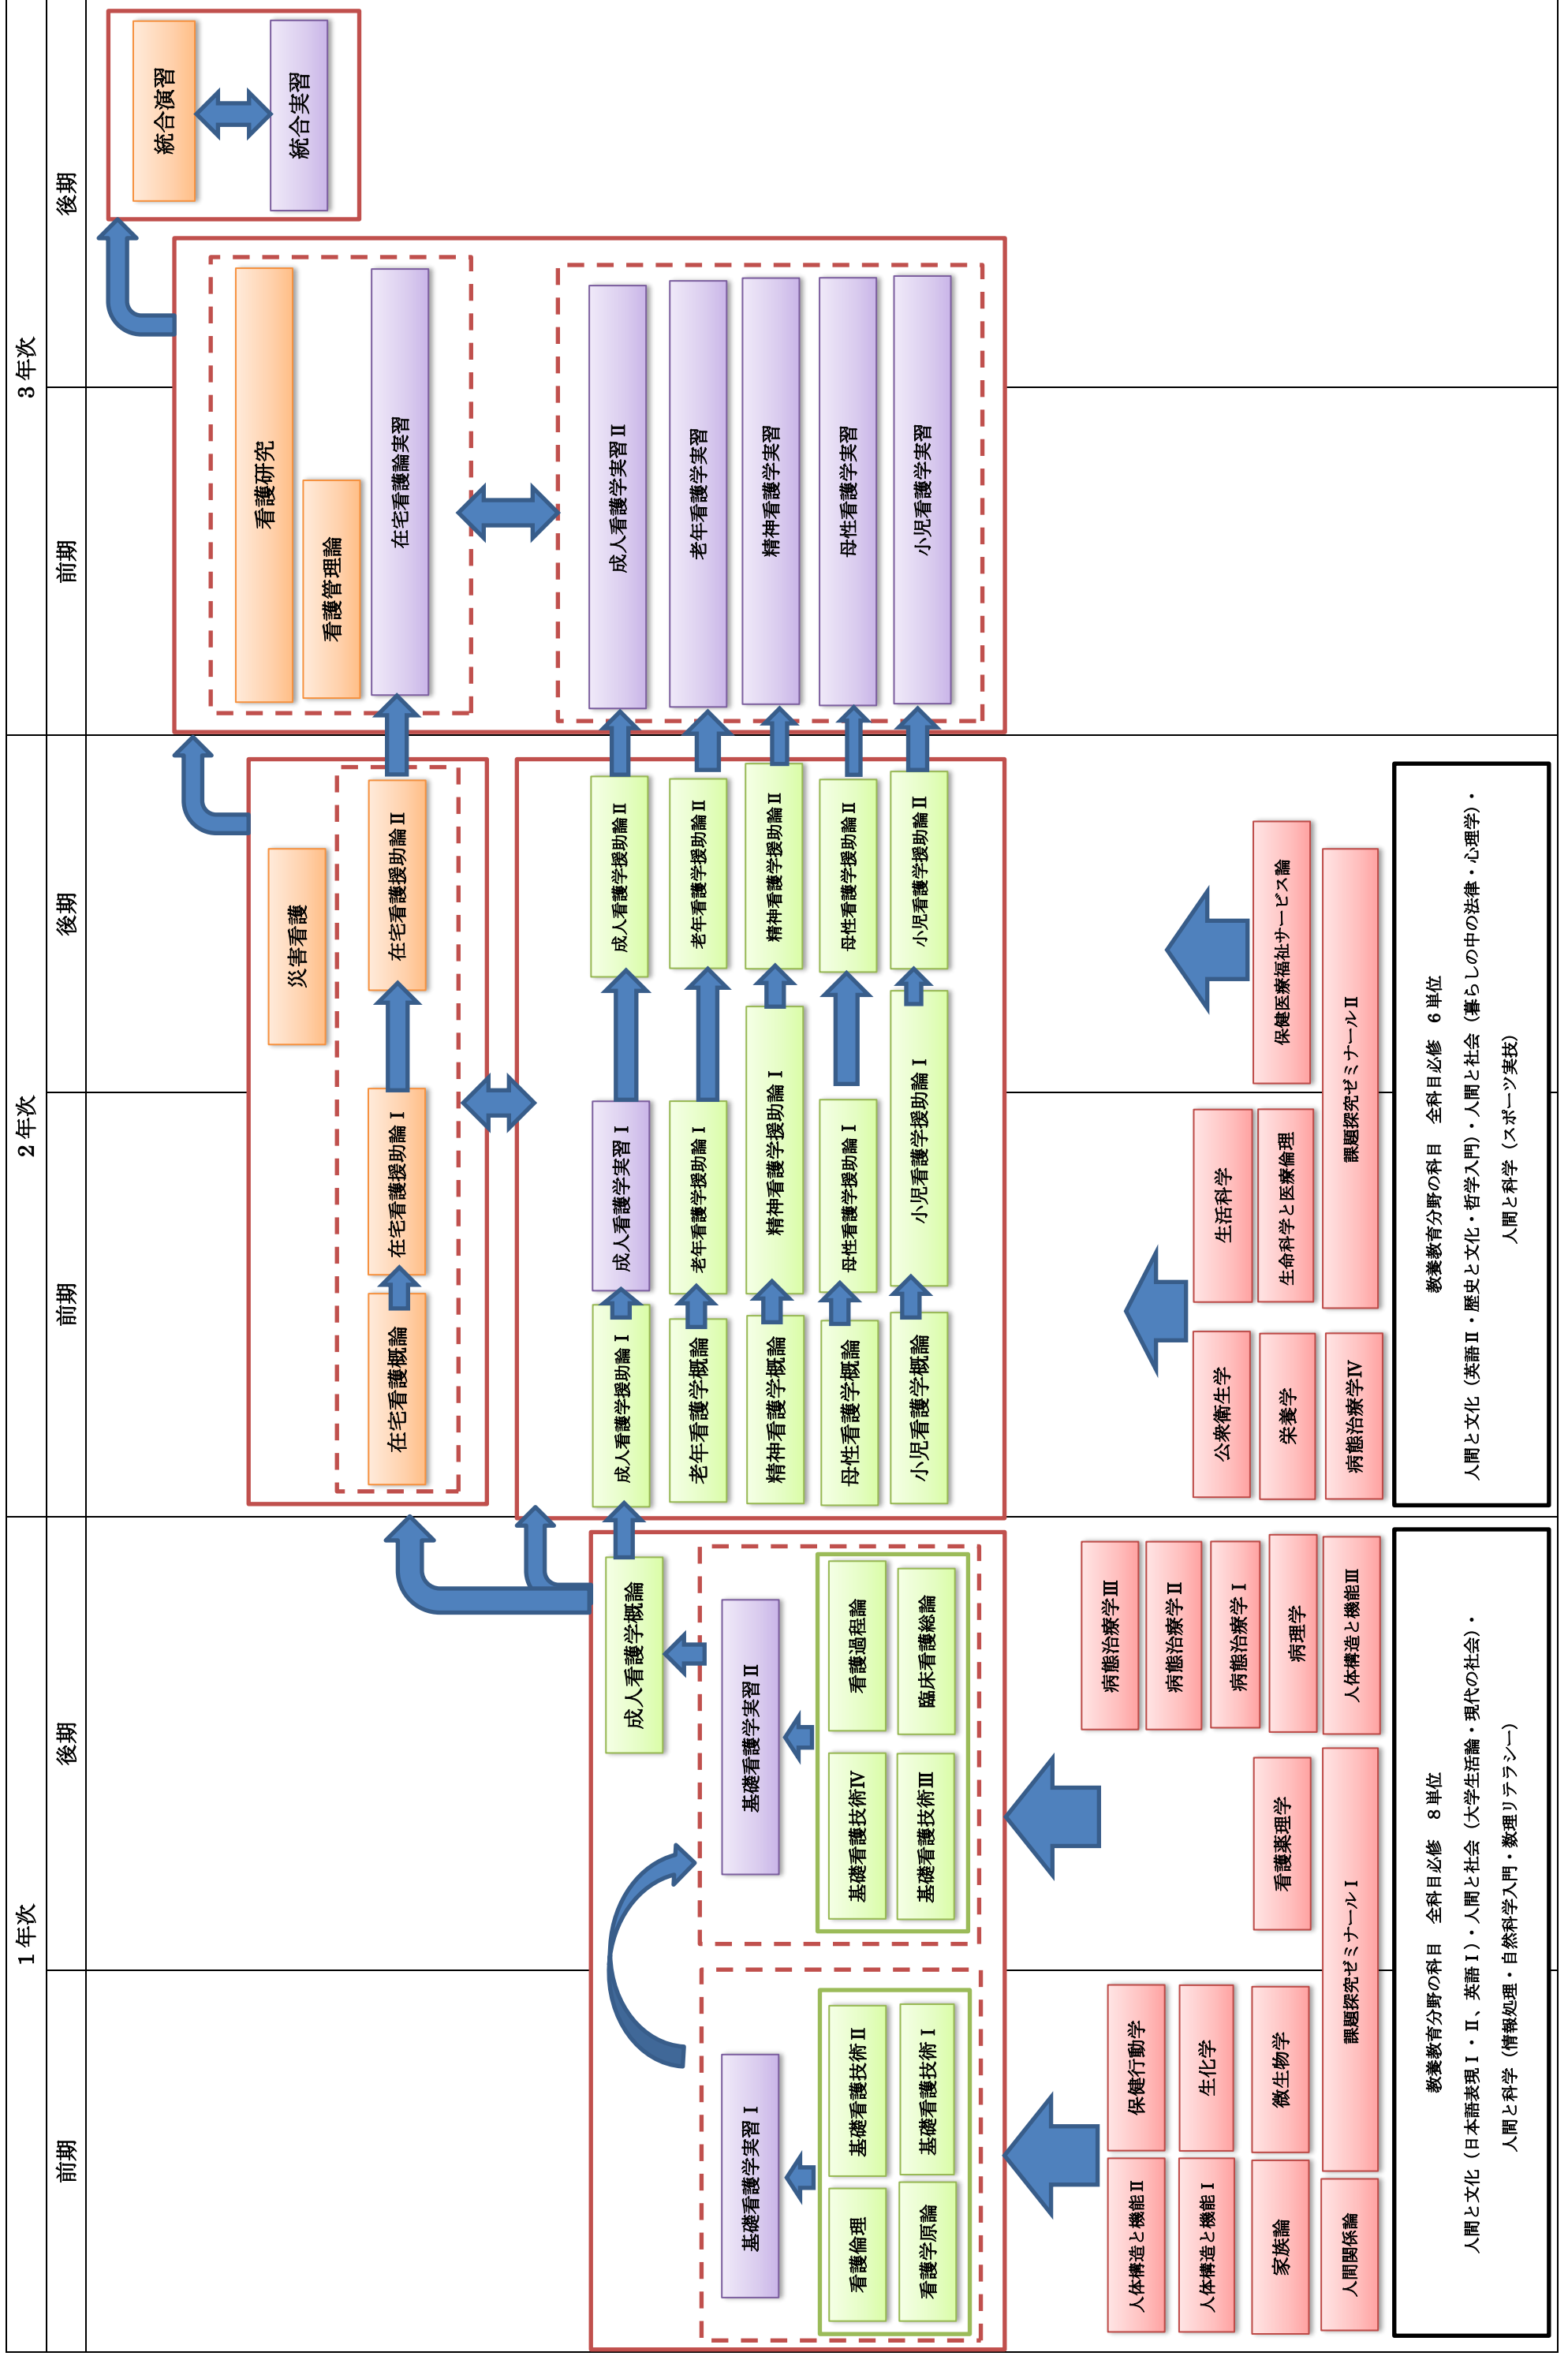 1年次
2年次
3年次
前期
後期
前期
後期
前期
後期
統合演習
統合実習
看護研究
看護管理論
在宅看護論実習
災害看護
在宅看護概論
在宅看護援助論Ⅰ
在宅看護援助論Ⅱ
成人看護学概論
成人看護学援助論Ⅰ
成人看護学実習Ⅰ
成人看護学援助論Ⅱ
成人看護学実習Ⅱ
老年看護学概論
老年看護学援助論Ⅰ
老年看護学援助論Ⅱ
老年看護学実習
精神看護学概論
精神看護学援助論Ⅰ
精神看護学援助論Ⅱ
精神看護学実習
母性看護学概論
母性看護学援助論Ⅰ
母性看護学援助論Ⅱ
母性看護学実習
小児看護学概論
小児看護学援助論Ⅰ
小児看護学援助論Ⅱ
小児看護学実習
基礎看護学実習Ⅰ
基礎看護学実習Ⅱ
看護倫理
基礎看護技術Ⅱ
基礎看護技術Ⅳ
看護過程論
看護学原論
基礎看護技術Ⅰ
基礎看護技術Ⅲ
臨床看護総論
人体構造と機能Ⅱ
保健行動学
人体構造と機能Ⅰ
生化学
家族論
微生物学
人間関係論
課題探究ゼミナールⅠ
看護薬理学
病態治療学Ⅲ
病態治療学Ⅱ
病態治療学Ⅰ
病理学
人体構造と機能Ⅲ
公衆衛生学
生活科学
栄養学
生命科学と医療倫理
病態治療学Ⅳ
課題探究ゼミナールⅡ
保健医療福祉サービス論
教養教育分野の科目　全科目必修　8単位
人間と文化（日本語表現Ⅰ・Ⅱ、英語Ⅰ）・人間と社会（大学生活論・現代の社会）・
人間と科学（情報処理・自然科学入門・数理リテラシー）
教養教育分野の科目　全科目必修　6単位
人間と文化（英語Ⅱ・歴史と文化・哲学入門）・人間と社会（暮らしの中の法律・心理学）・
人間と科学（スポーツ実技）